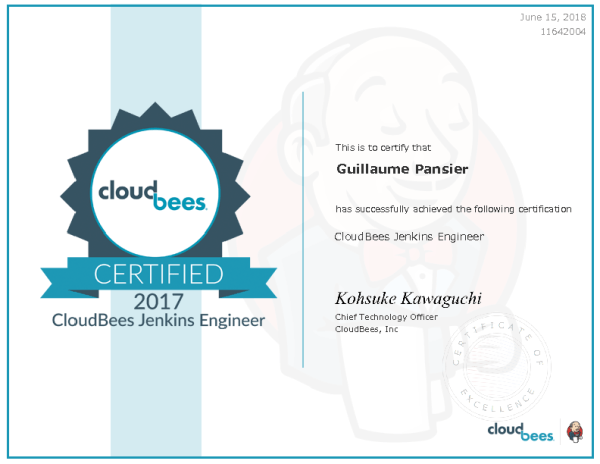 June 15, 2018
11642004
cloudbees
CERTIFIED
2017
CloudBees Jenkins Engineer
This is to certify that
Guillaume Pansier
has successfully achieved the following certification
CloudBees Jenkins Engineer
Kohsuke Kawaguchi
Chief Technology Officer
CloudBees, Inc
CERTIFICATE OF
EXCELLENCE
cloudbees